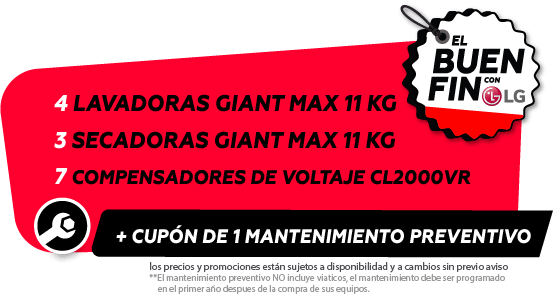 EL
BUEN
FIN CON LG
4 LAVADORAS GIANT MAX 11 KG
3 SECADORAS GIANT MAX 11 KG
7 COMPENSADORES DE VOLTAJE CL2000VR
+ CUPÓN DE 1 MANTENIMIENTO PREVENTIVO
los precios y promociones están sujetos a disponibilidad y a cambios sin previo aviso
**El mantenimiento preventivo NO incluye viaticos, el mantenimiento debe ser programado
en el primer año despues de la compra de sus equipos.